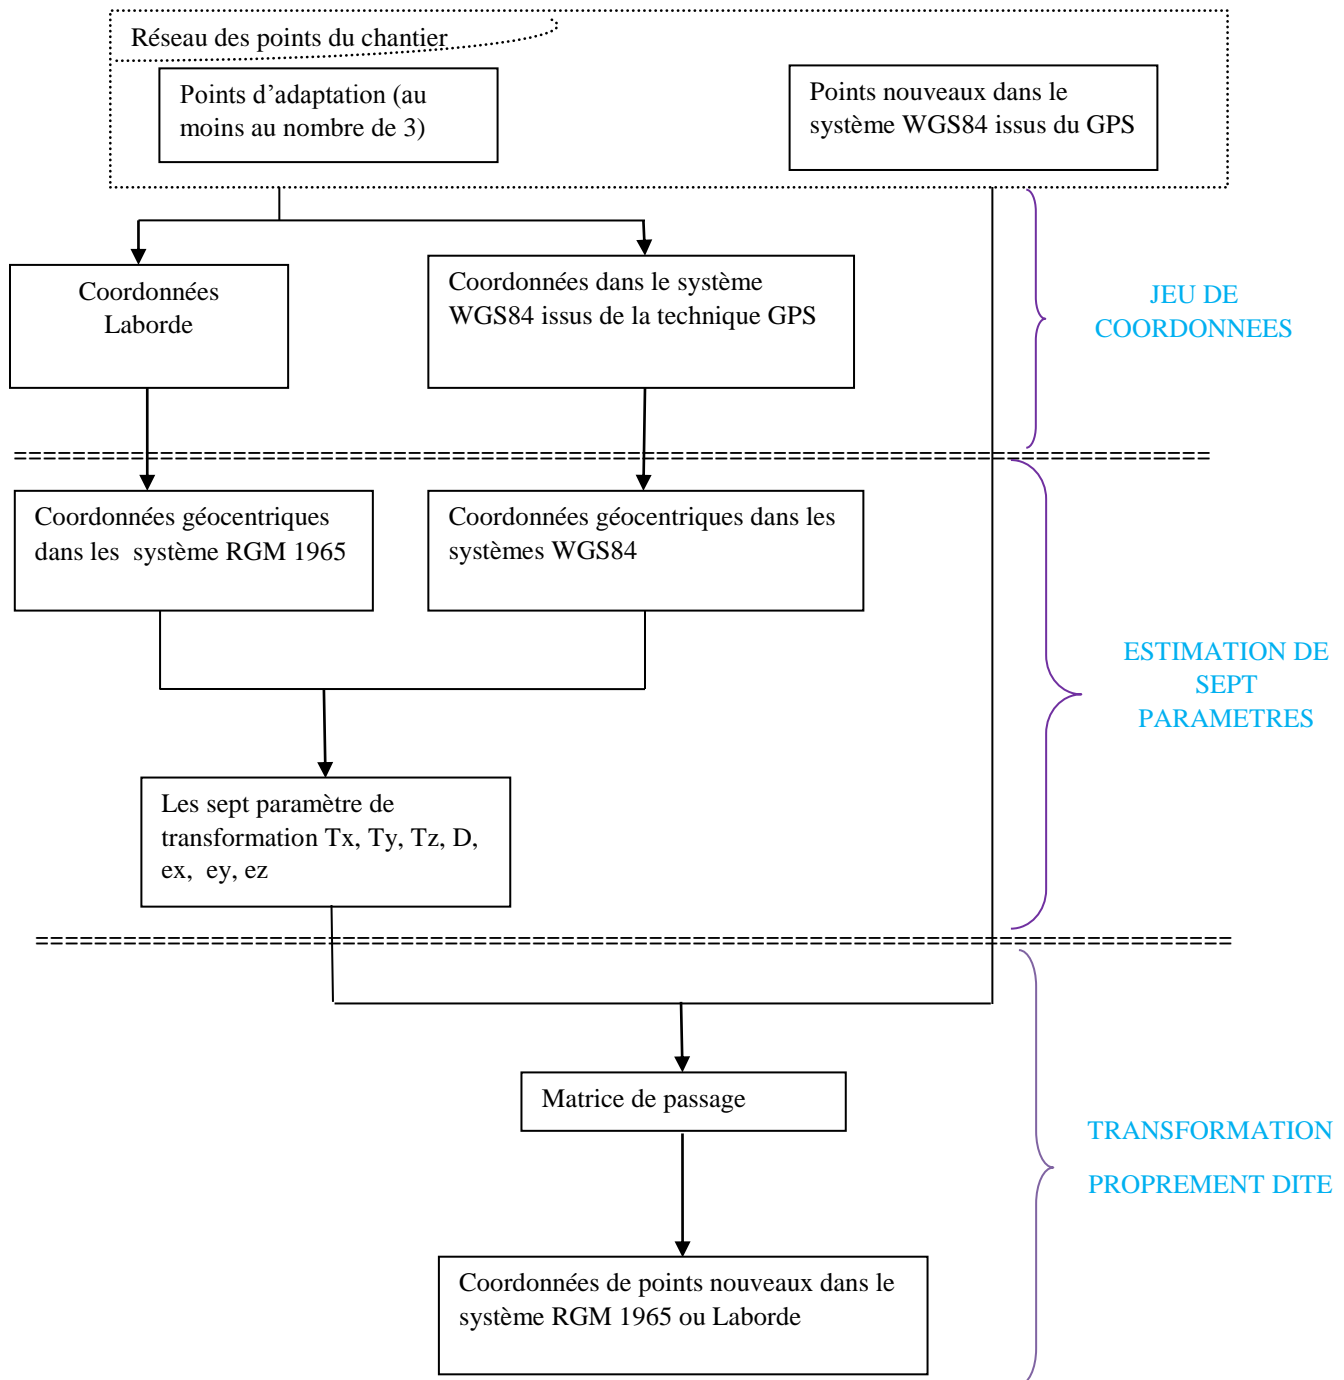 Réseau des points du chantier
Points d’adaptation (au
moins au nombre de 3)
Points nouveaux dans le
système WGS84 issus du GPS
Coordonnées
Laborde
Coordonnées dans le système
WGS84 issus de la technique GPS
JEU DE
COORDONNEES
Coordonnées géocentriques
dans les système RGM 1965
Coordonnées géocentriques dans les
systèmes WGS84
ESTIMATION DE
SEPT
PARAMETRES
Les sept paramètre de
transformation Tx, Ty, Tz, D,
ex, ey, ez
Matrice de passage
TRANSFORMATION
PROPREMENT DITE
Coordonnées de points nouveaux dans le
système RGM 1965 ou Laborde